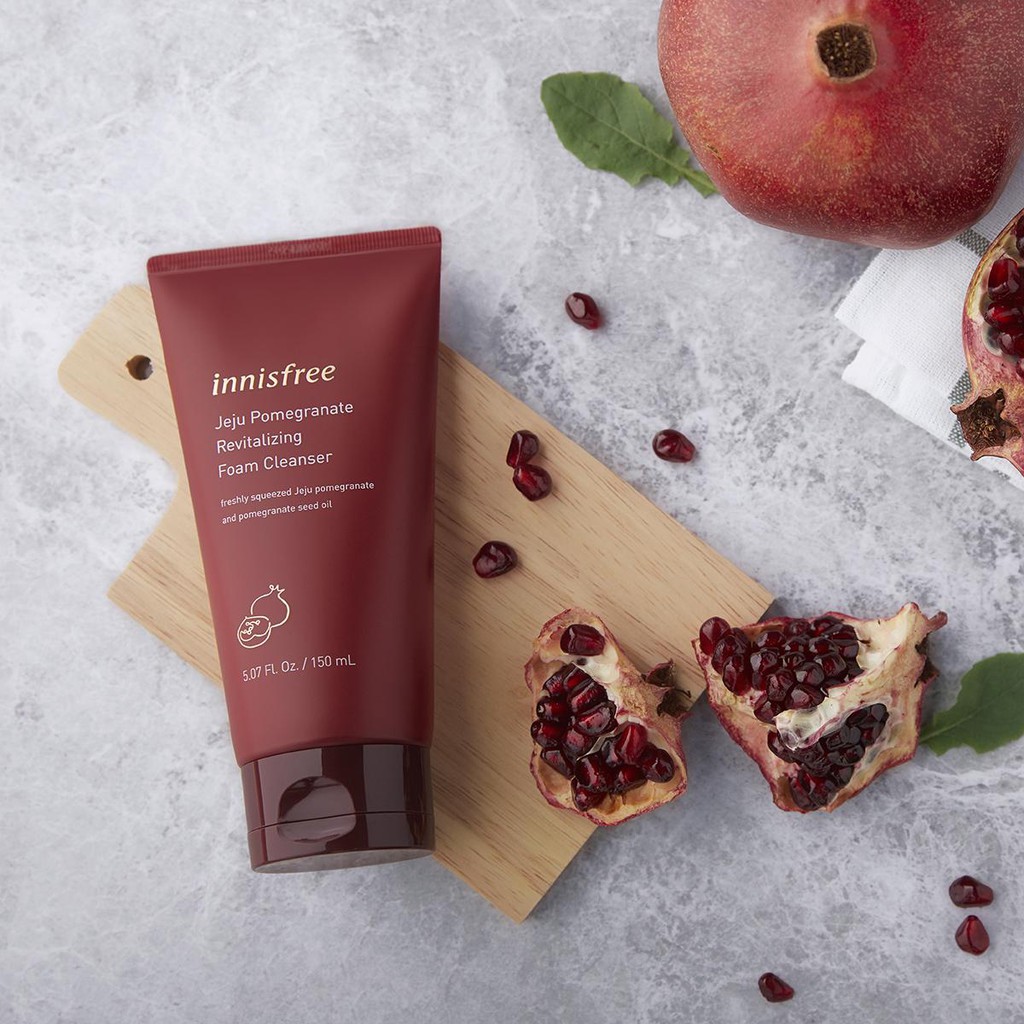 innisfree
Jeju Pomegranate
Revitalizing
Foam Cleanser
freshly squeezed Jeju pomegranate
and pomegranate seed oil
5.07 Fl. Oz. / 150 mL